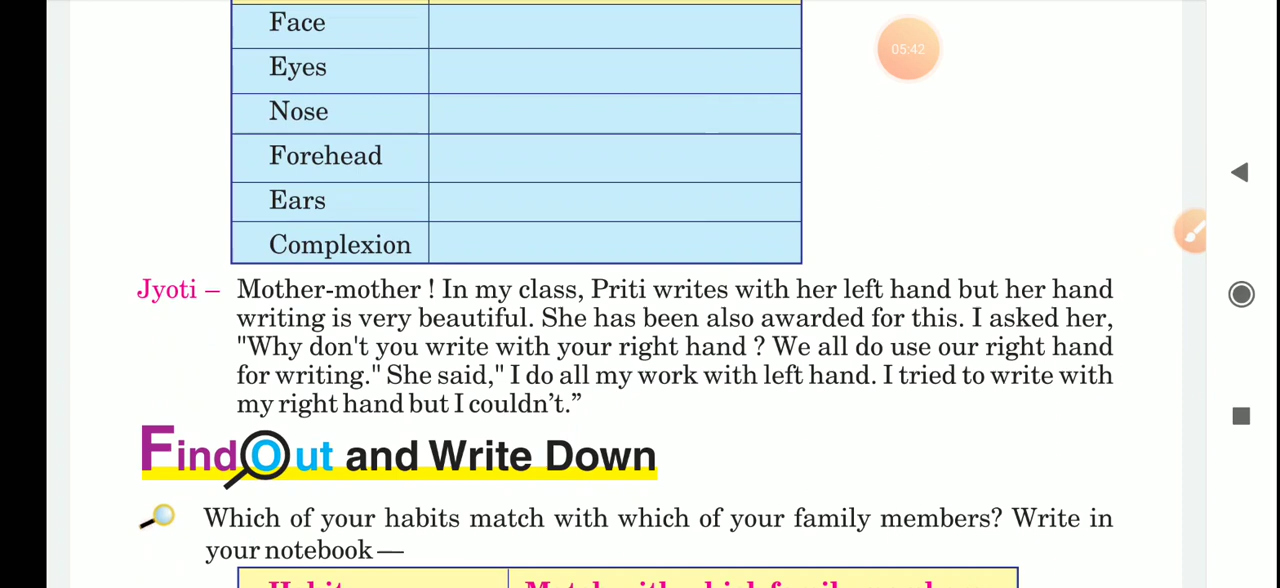 Face
05:42
Eyes
Nose
Forehead
Ears
Complexion
Jyoti – Mother-mother ! In my class, Priti writes with her left hand but her hand
writing is very beautiful. She has been also awarded for this. I asked her,
"Why don't you write with your right hand ? We all do use our right hand
for writing." She said," I do all my work with left hand. I tried to write with
my right hand but I couldn't.”
Find Out and Write Down
Which of your habits match with which of your family members? Write in
your notebook —